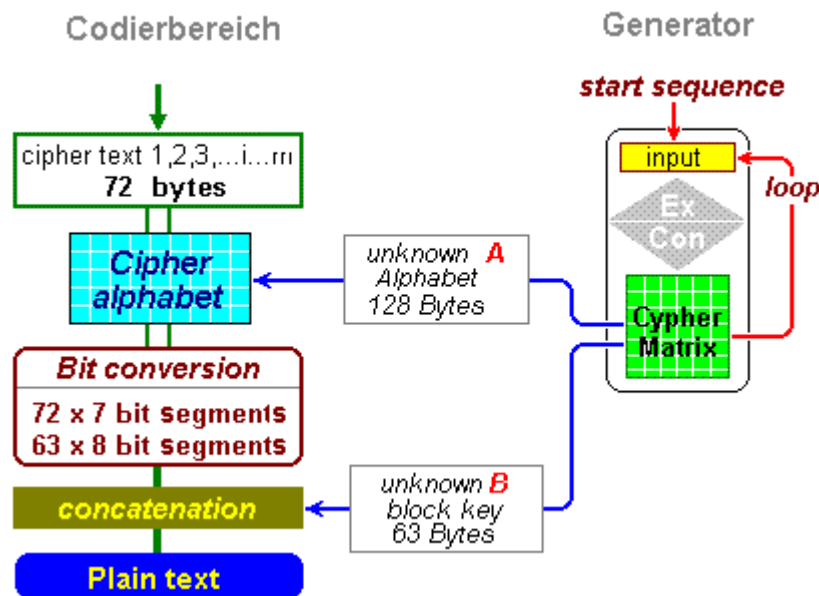 Codierbereich
Generator
start sequence
cipher text 1,2,3,...i...m
72 bytes
input
loop
Ex
Con
Cipher
alphabet
unknown A
Alphabet
128 Bytes
Cypher
Matrix
Bit conversion
72 x 7 bit segments
63 x 8 bit segments
unknown B
block key
63 Bytes
concatenation
Plain text